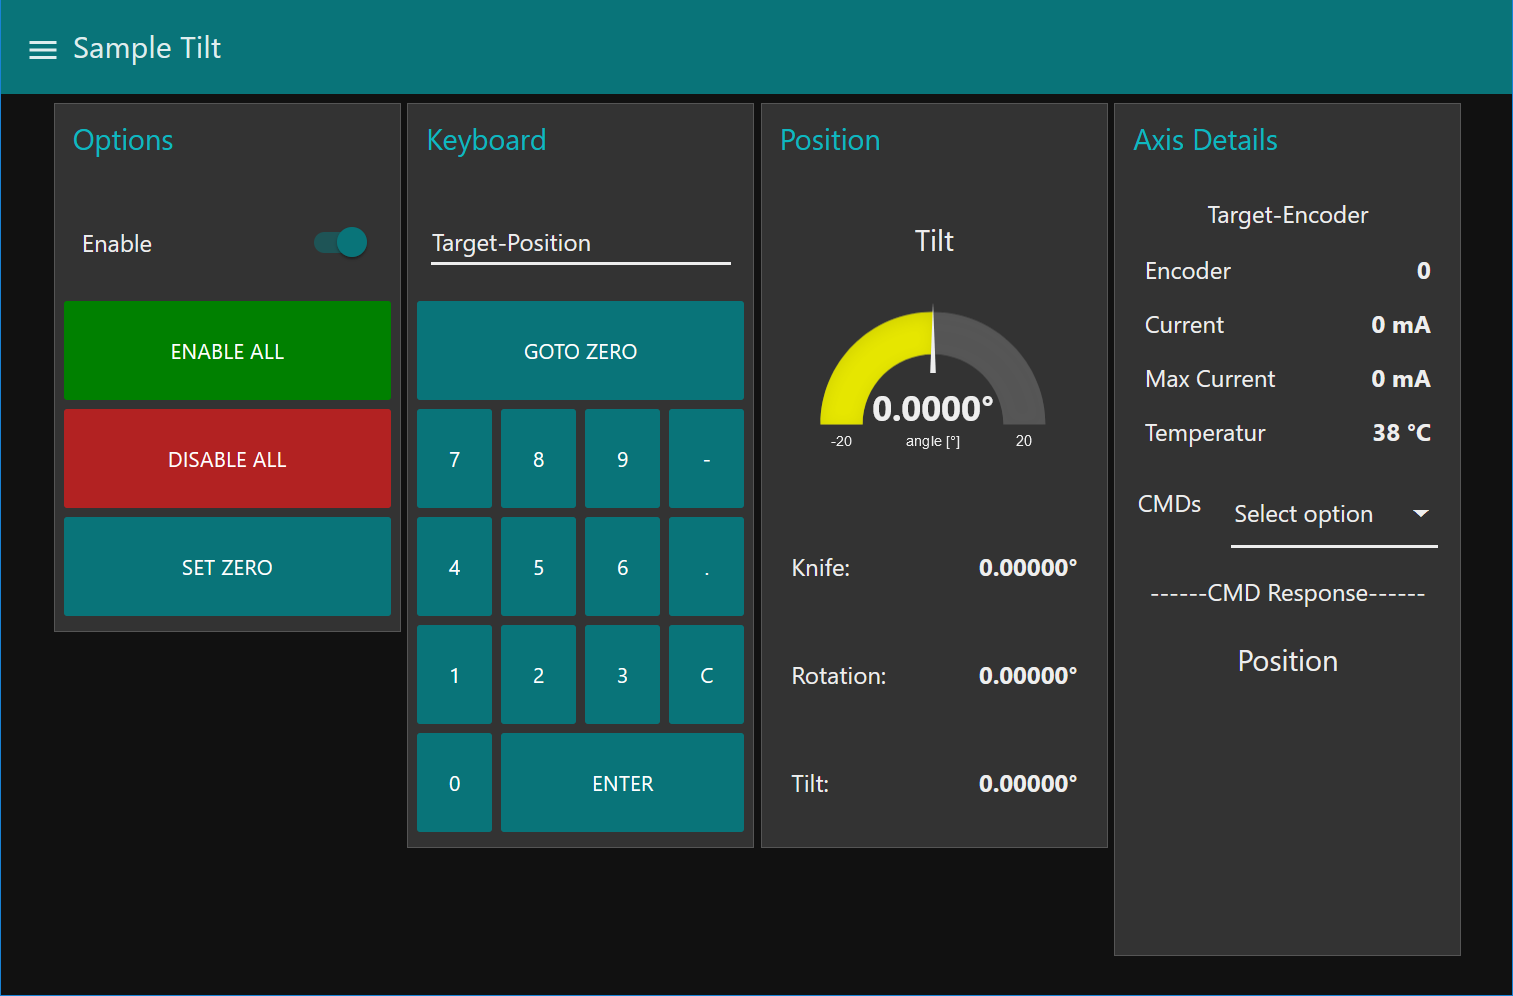 Sample Tilt
Options
Enable
ENABLE ALL
DISABLE ALL
SET ZERO
Keyboard
Target-Position
GOTO ZERO
7 8 9 -
4 5 6 .
1 2 3 C
0 ENTER
Position
Tilt
0.0000°
-20 angle [°] 20
Knife: 0.00000°
Rotation: 0.00000°
Tilt: 0.00000°
Axis Details
Target-Encoder
Encoder 0
Current 0 mA
Max Current 0 mA
Temperatur 38 °C
CMDs Select option
------CMD Response------
Position